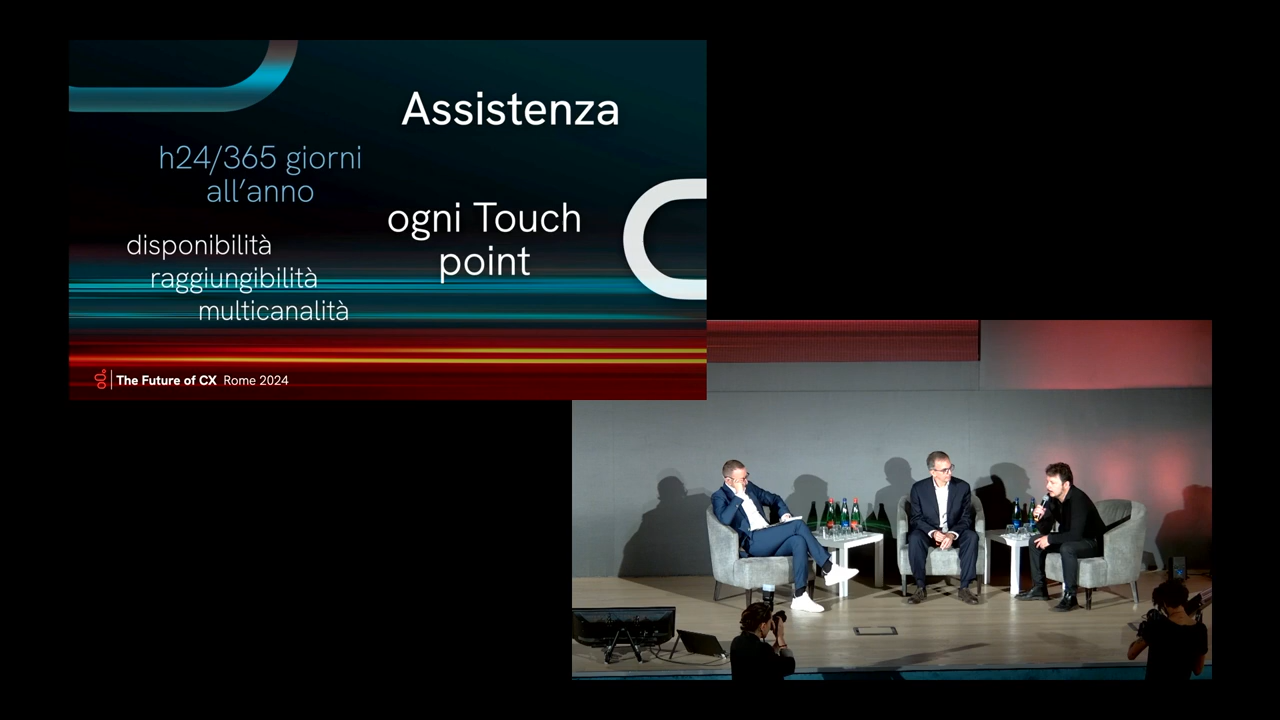 Assistenza
h24/365 giorni
all’anno
ogni Touch
point
disponibilità
raggiungibilità
multicanalità
The Future of CX Rome 2024